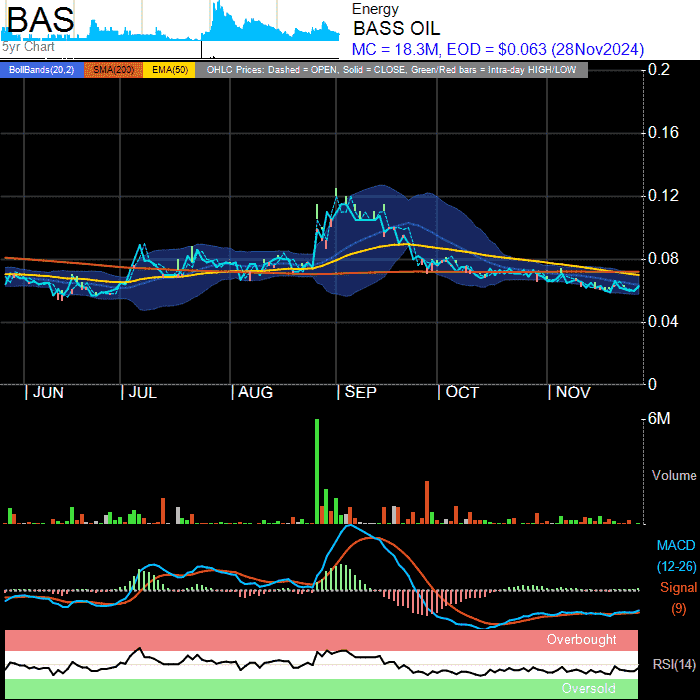 BAS
5yr Chart
Energy
BASS OIL
MC = 18.3M, EOD = $0.063 (28Nov2024)
BollBands(20,2) SMA(200) EMA(50) OHLC Prices: Dashed = OPEN, Solid = CLOSE, Green/Red bars = Intra-day HIGH/LOW
0.2
0.16
0.12
0.08
0.04
0
JUN JUL AUG SEP OCT NOV
6M
Volume
MACD
(12-26)
Signal
(9)
Overbought
RSI(14)
Oversold